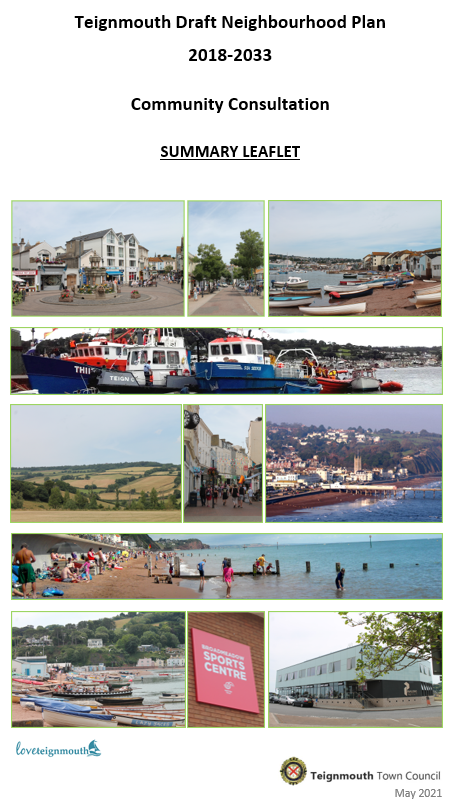 Teignmouth Draft Neighbourhood Plan
2018-2033
Community Consultation
SUMMARY LEAFLET
TEIGN C
BROADMEADOW
SPORTS
CENTRE
loveteignmouth
Teignmouth Town Council
May 2021